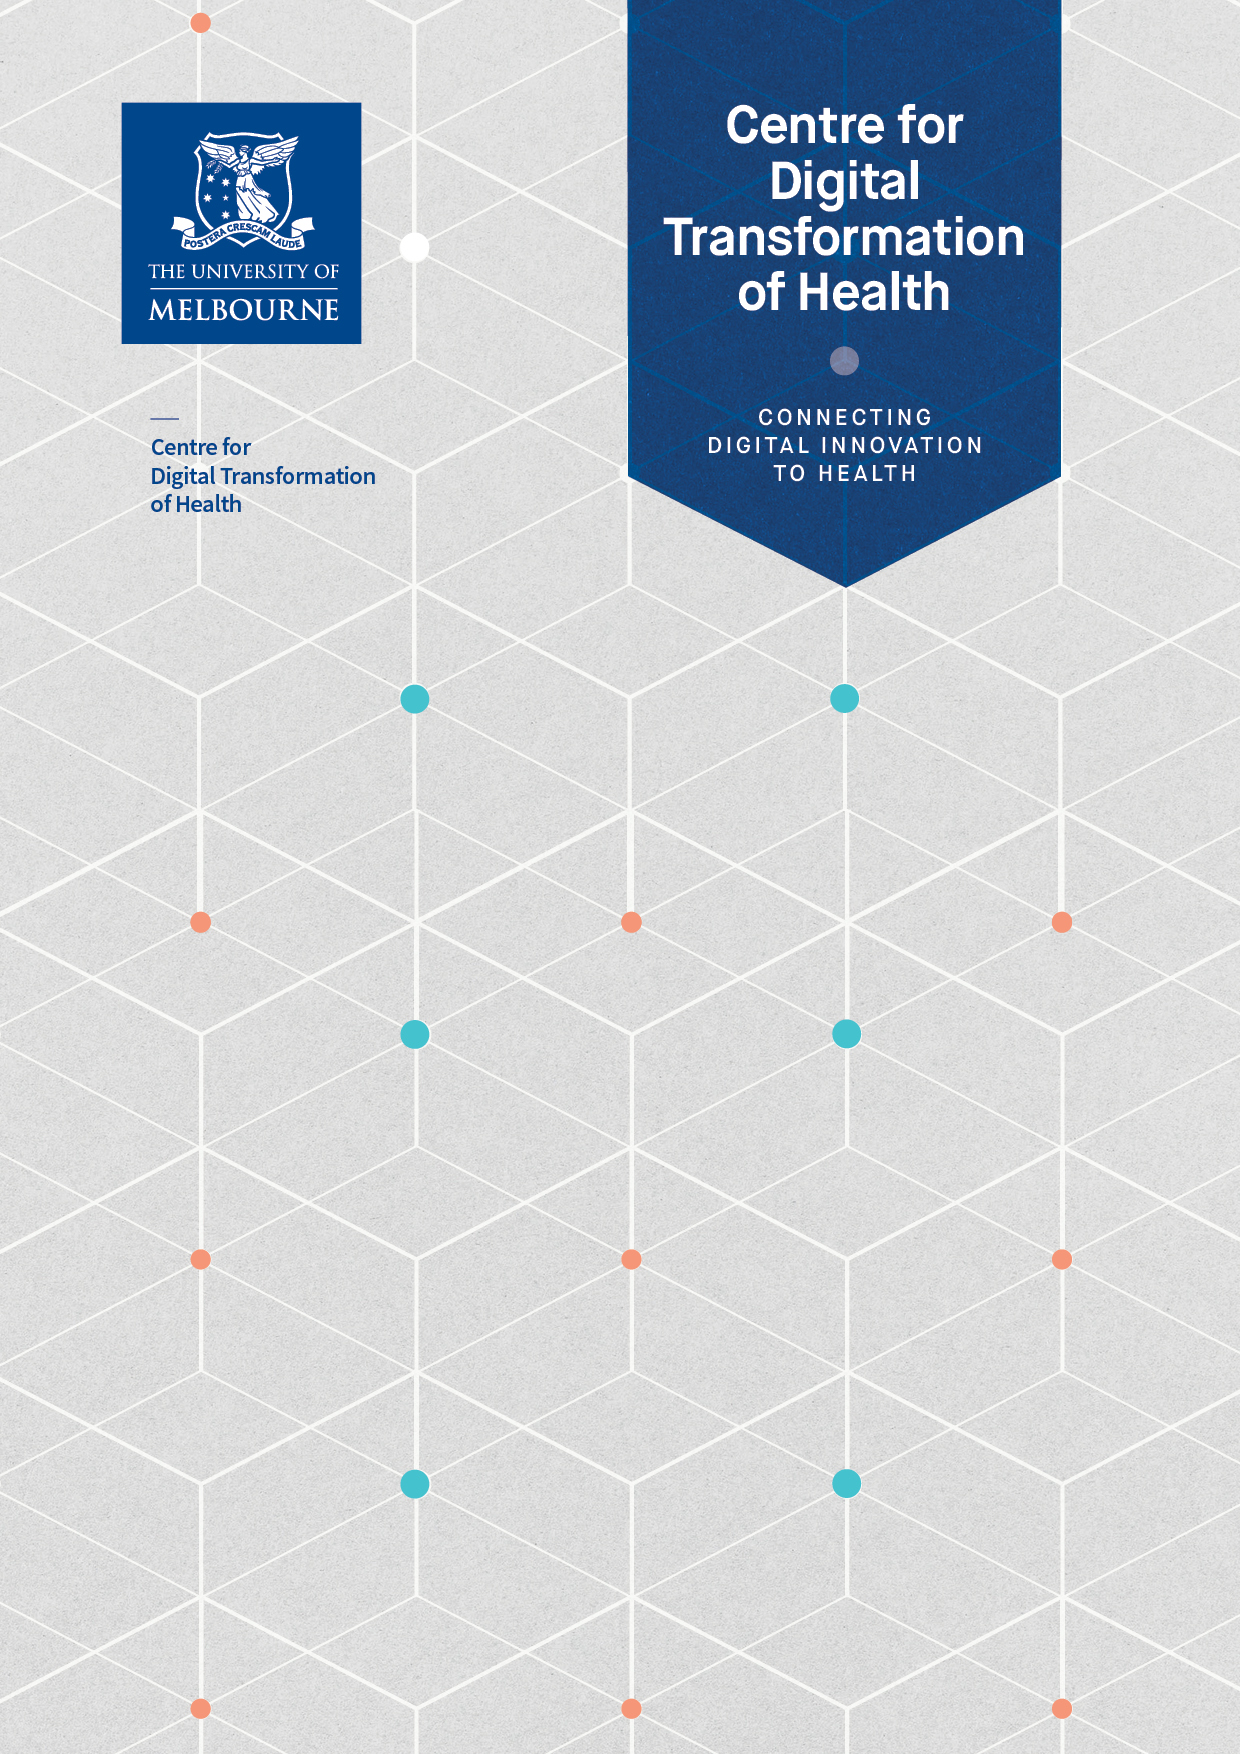 POSTERA CRESCAM LAUDE
THE UNIVERSITY OF
MELBOURNE
Centre for
Digital Transformation
of Health
Centre for
Digital
Transformation
of Health
CONNECTING
DIGITAL INNOVATION
TO HEALTH